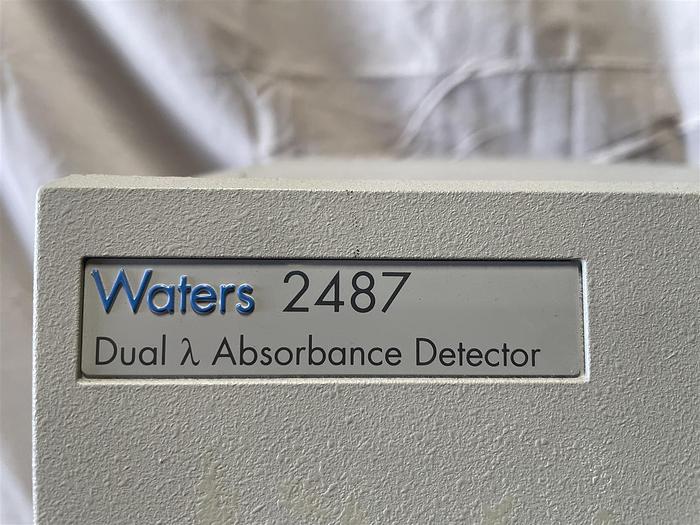 Waters 2487
Dual λ Absorbance Detector